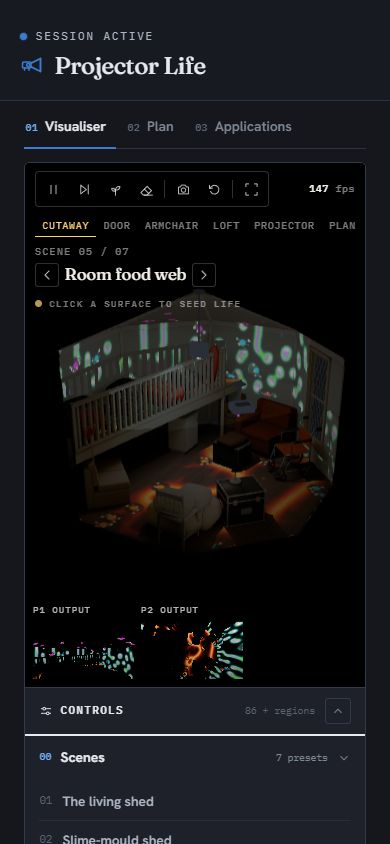 SESSION ACTIVE
Projector Life
01 Visualiser 02 Plan 03 Applications
147 fps
CUTAWAY DOOR ARMCHAIR LOFT PROJECTOR PLAN
SCENE 05 / 07
Room food web
CLICK A SURFACE TO SEED LIFE
P1 OUTPUT P2 OUTPUT
CONTROLS 86 + regions
00 Scenes 7 presets
01 The living shed
02 Slime-mould shed